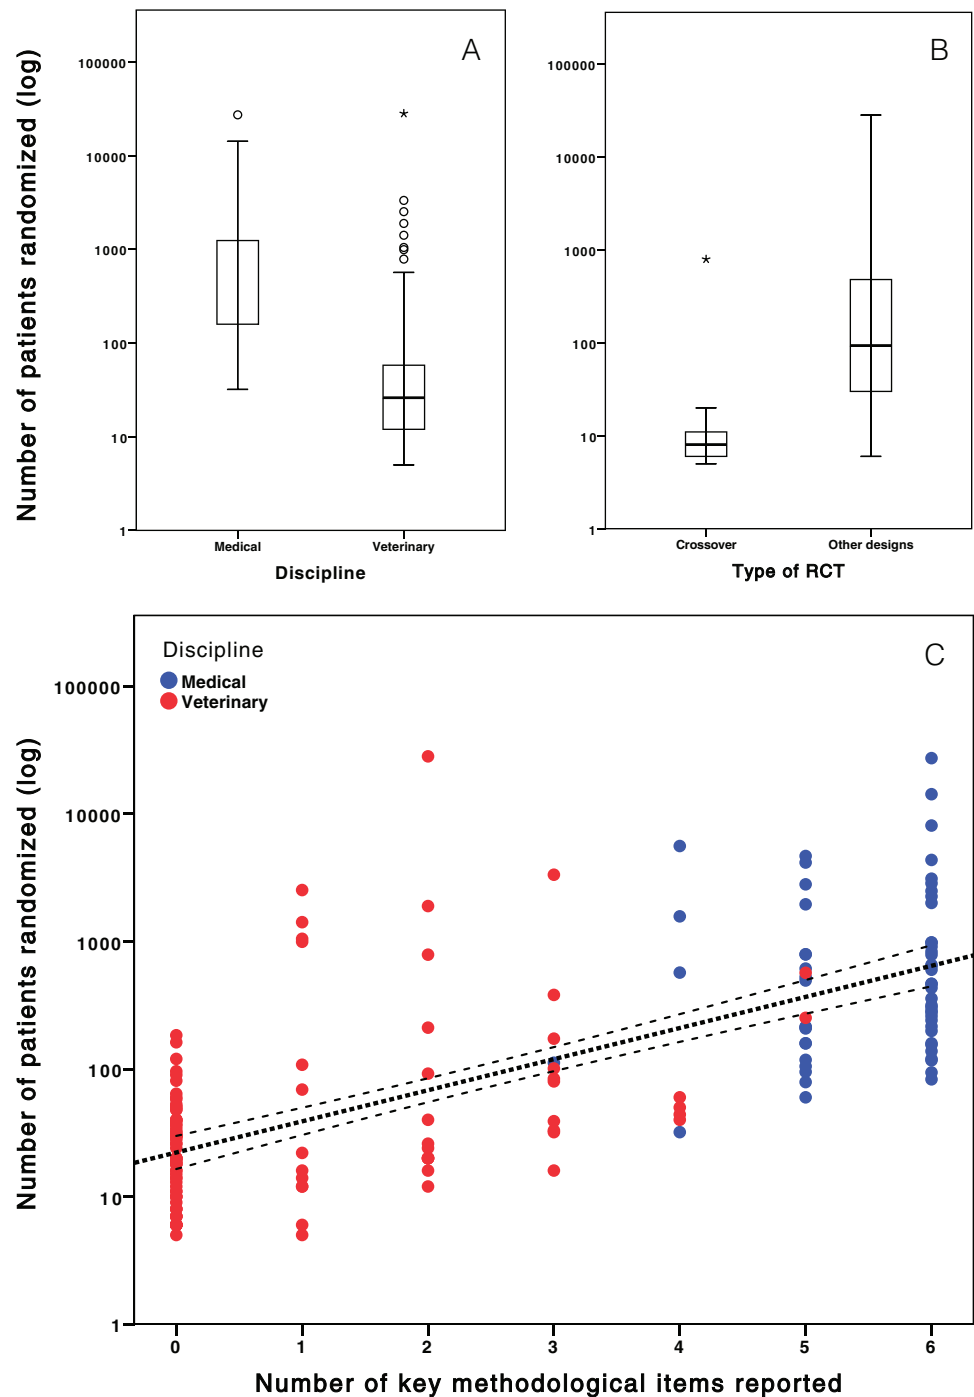 Number of patients randomized (log)
A
100000
10000
1000
100
10
1
Medical
Veterinary
Discipline
B
100000
10000
1000
100
10
1
Crossover
Other designs
Type of RCT
Number of patients randomized (log)
Discipline
Medical
Veterinary
C
100000
10000
1000
100
10
1
0 1 2 3 4 5 6
Number of key methodological items reported